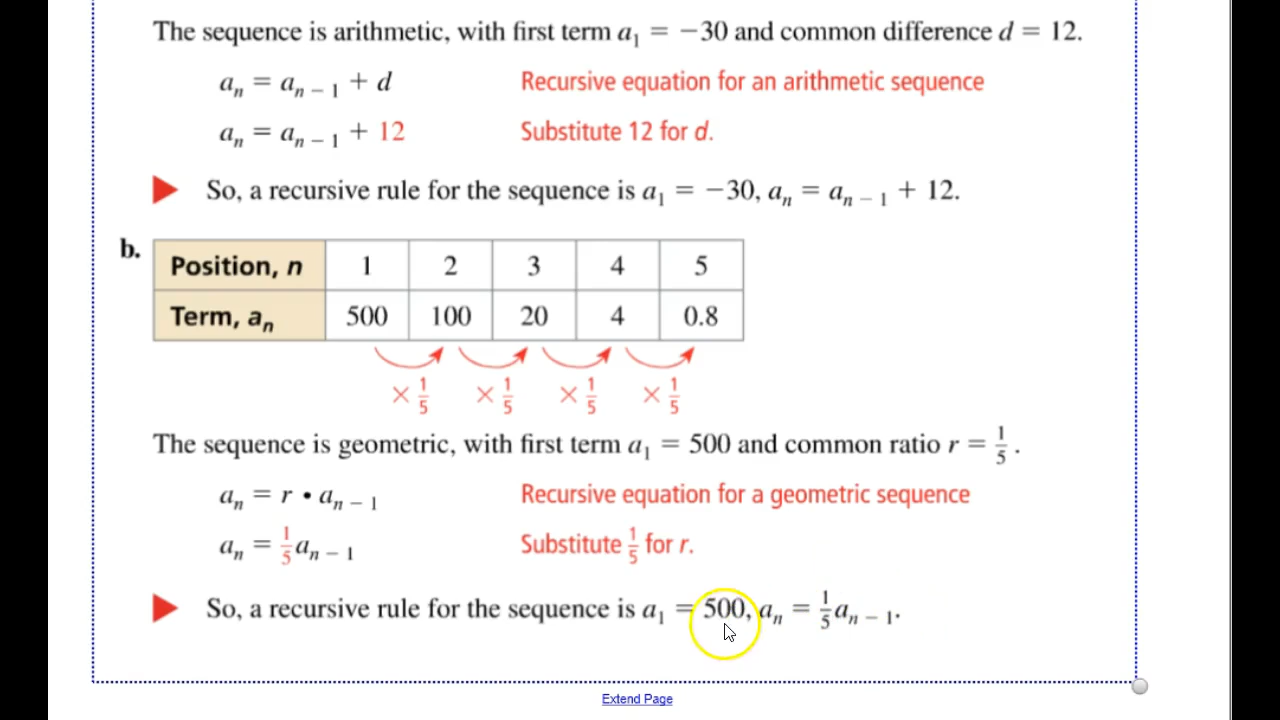 The sequence is arithmetic, with first term a₁ = −30 and common difference d = 12.
aₙ = aₙ ₋ ₁ + d Recursive equation for an arithmetic sequence
aₙ = aₙ ₋ ₁ + 12 Substitute 12 for d.
So, a recursive rule for the sequence is a₁ = −30, aₙ = aₙ ₋ ₁ + 12.
b. Position, n 1 2 3 4 5
Term, aₙ 500 100 20 4 0.8
× 1/5 × 1/5 × 1/5 × 1/5
The sequence is geometric, with first term a₁ = 500 and common ratio r = 1/5 .
aₙ = r • aₙ ₋ ₁ Recursive equation for a geometric sequence
aₙ = 1/5 aₙ ₋ ₁ Substitute 1/5 for r.
So, a recursive rule for the sequence is a₁ = 500, aₙ = 1/5 aₙ ₋ ₁.
Extend Page